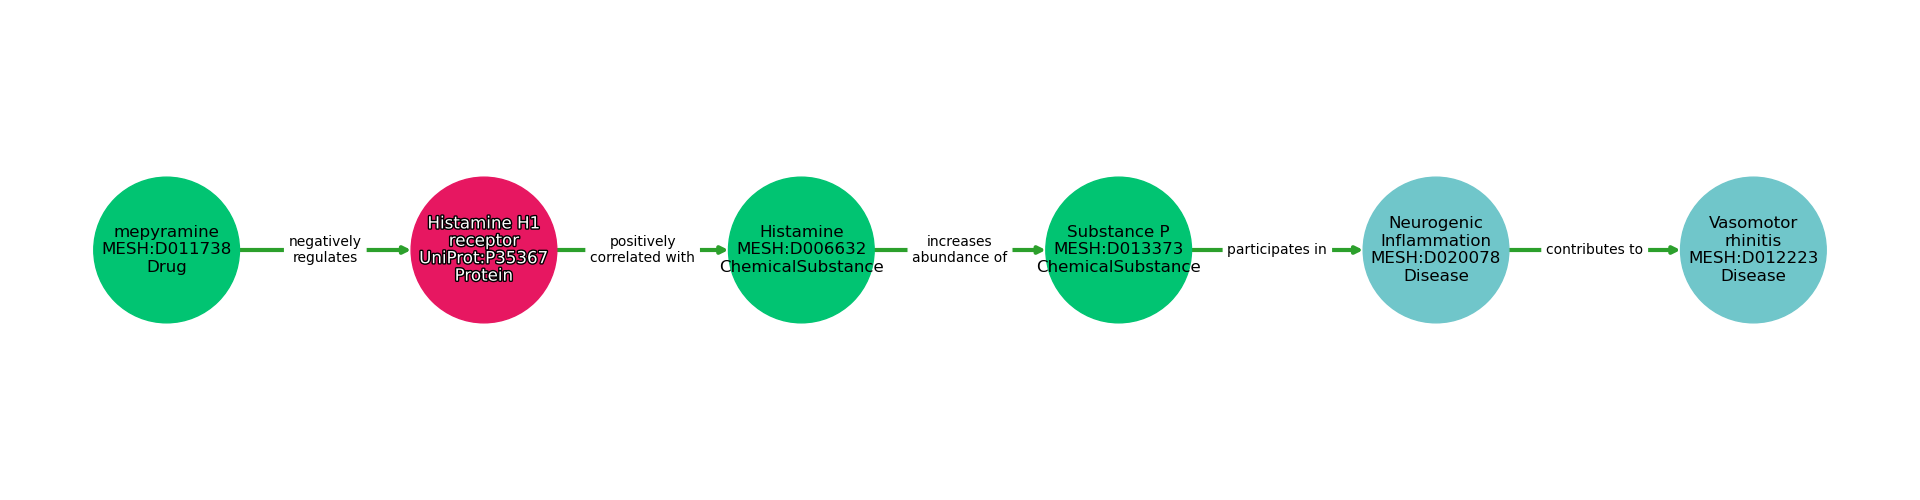 mepyramine
MESH:D011738
Drug
negatively
regulates
Histamine H1
receptor
UniProt:P35367
Protein
positively
correlated with
Histamine
MESH:D006632
ChemicalSubstance
increases
abundance of
Substance P
MESH:D013373
ChemicalSubstance
participates in
Neurogenic
Inflammation
MESH:D020078
Disease
contributes to
Vasomotor
rhinitis
MESH:D012223
Disease